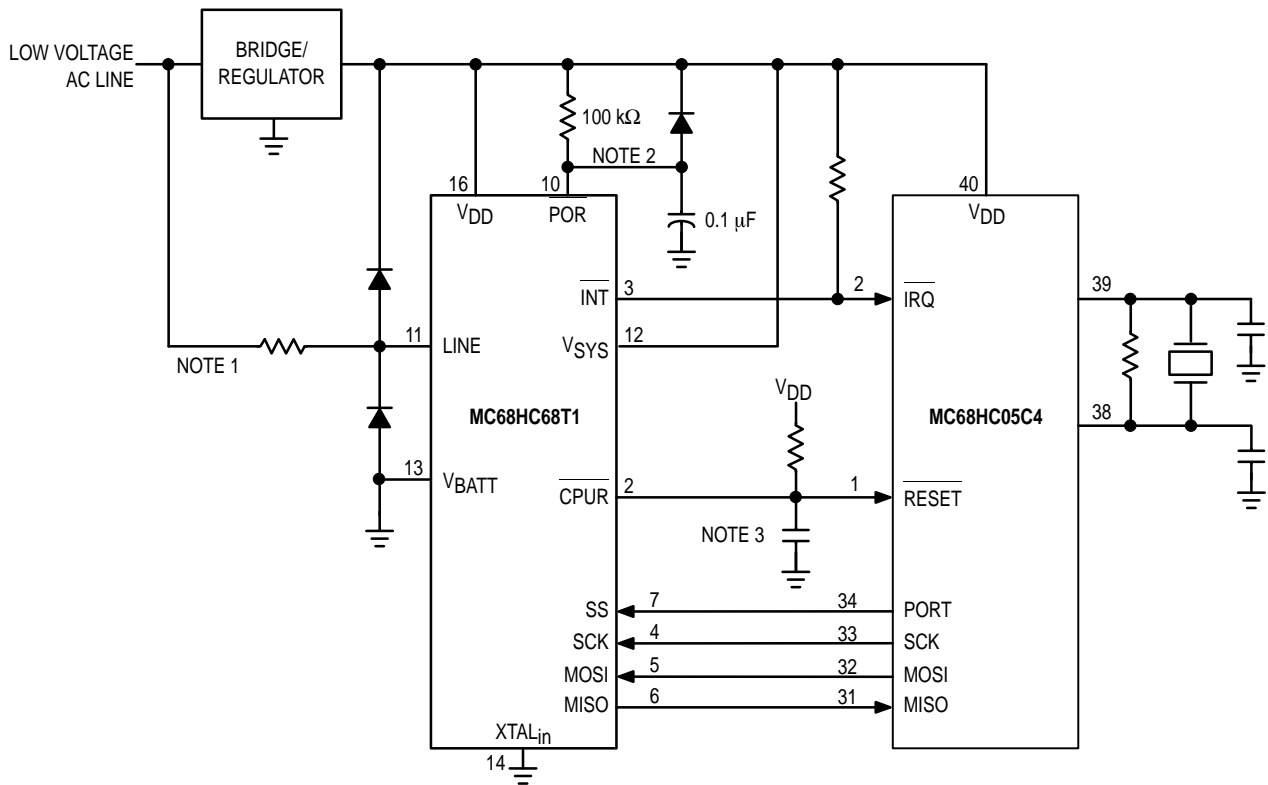 LOW VOLTAGE
AC LINE
BRIDGE/
REGULATOR
100 kΩ
NOTE 2
16
10
40
VDD
POR
0.1 µF
VDD
INT
3
2
IRQ
39
11
LINE
VSYS
12
NOTE 1
MC68HC68T1
VDD
MC68HC05C4
38
13
VBATT
CPUR
2
1
RESET
NOTE 3
SS
7
34
PORT
SCK
4
33
SCK
MOSI
5
32
MOSI
MISO
6
31
MISO
XTALin
14